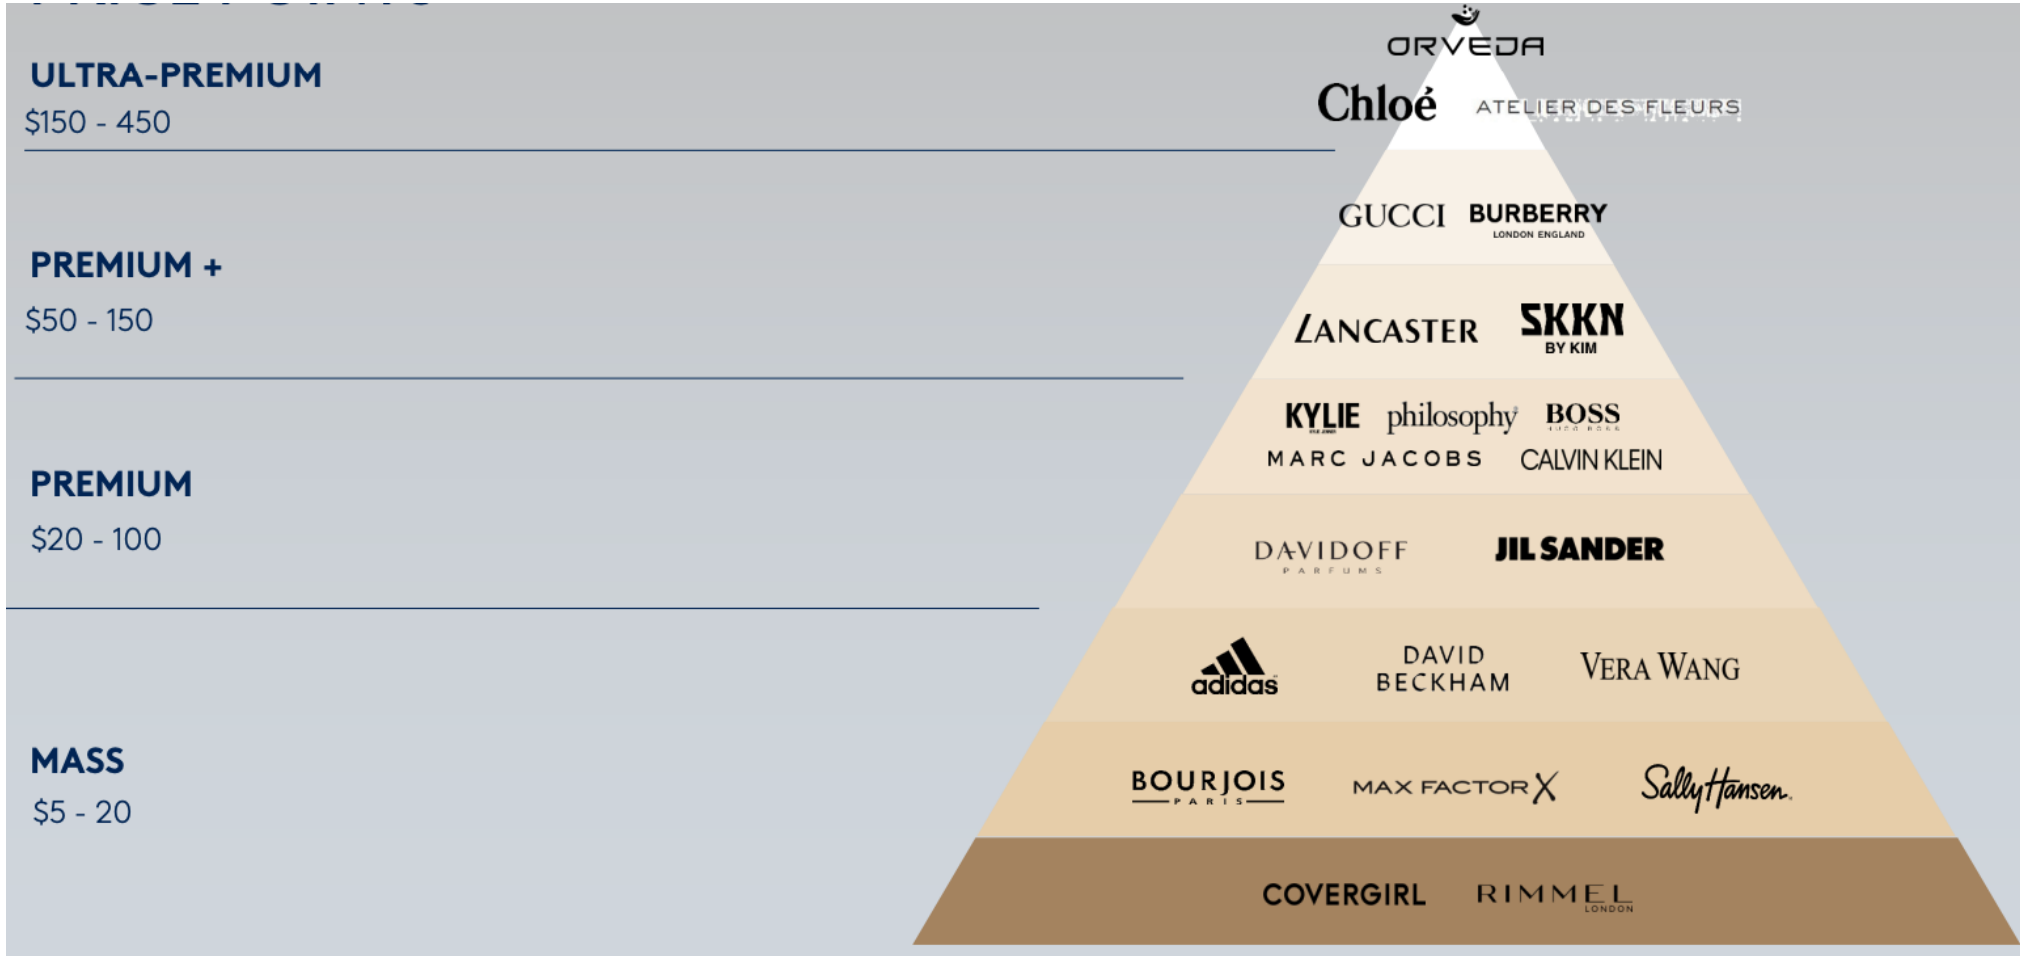 ULTRA-PREMIUM
$150 - 450
PREMIUM +
$50 - 150
PREMIUM
$20 - 100
MASS
$5 - 20
ORVEDA
Chloé ATELIER DES FLEURS
GUCCI BURBERRY
LONDON ENGLAND
LANCASTER SKKN
BY KIM
KYLIE philosophy BOSS
HUGO BOSS
MARC JACOBS CALVIN KLEIN
DAVIDOFF JIL SANDER
PARFUMS
adidas DAVID BECKHAM VERA WANG
BOURJOIS MAX FACTOR X Sally Hansen.
PARIS
COVERGIRL RIMMEL
LONDON